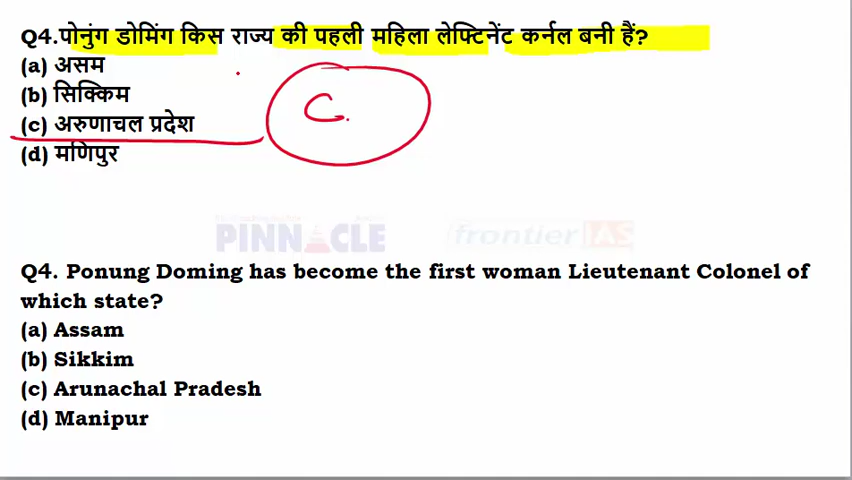 Q4.पोनुंग डोमिंग किस राज्य की पहली महिला लेफ्टिनेंट कर्नल बनी हैं?
(a) असम
(b) सिक्किम
C.
(c) अरुणाचल प्रदेश
(d) मणिपुर
PINNACLE frontier IAS
Q4. Ponung Doming has become the first woman Lieutenant Colonel of
which state?
(a) Assam
(b) Sikkim
(c) Arunachal Pradesh
(d) Manipur